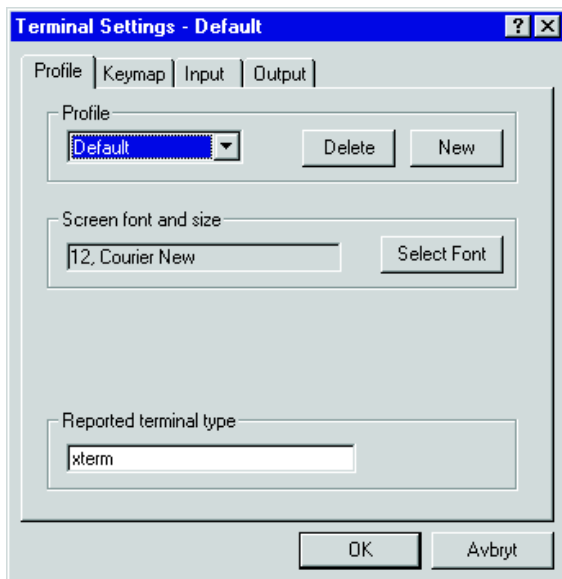 Terminal Settings - Default
Profile Keymap Input Output
Profile
Default Delete New
Screen font and size
12, Courier New Select Font
Reported terminal type
xterm
OK Avbryt